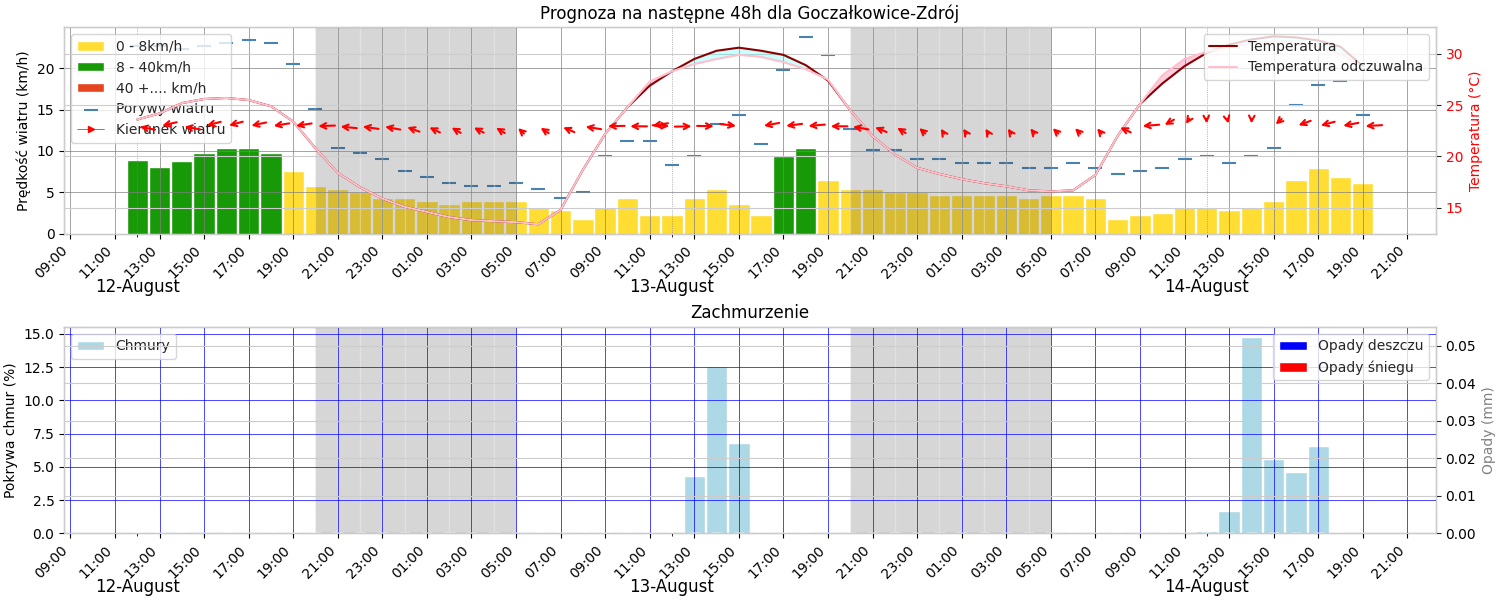 Prognoza na następne 48h dla Goczałkowice-Zdrój
Prędkość wiatru (km/h)
20
15
10
5
0
0 - 8km/h
8 - 40km/h
40 +.... km/h
Porywy wiatru
Kierunek wiatru
Temperatura
Temperatura odczuwalna
30
25
20
15
Temperatura (°C)
09:00 11:00 13:00 15:00 17:00 19:00 21:00 23:00 01:00 03:00 05:00 07:00 09:00 11:00 13:00 15:00 17:00 19:00 21:00 23:00 01:00 03:00 05:00 07:00 09:00 11:00 13:00 15:00 17:00 19:00 21:00
12-August 13-August 14-August
Zachmurzenie
Pokrywa chmur (%)
15.0
12.5
10.0
7.5
5.0
2.5
0.0
Chmury
Opady deszczu
Opady śniegu
0.05
0.04
0.03
0.02
0.01
0.00
Opady (mm)
09:00 11:00 13:00 15:00 17:00 19:00 21:00 23:00 01:00 03:00 05:00 07:00 09:00 11:00 13:00 15:00 17:00 19:00 21:00 23:00 01:00 03:00 05:00 07:00 09:00 11:00 13:00 15:00 17:00 19:00 21:00
12-August 13-August 14-August